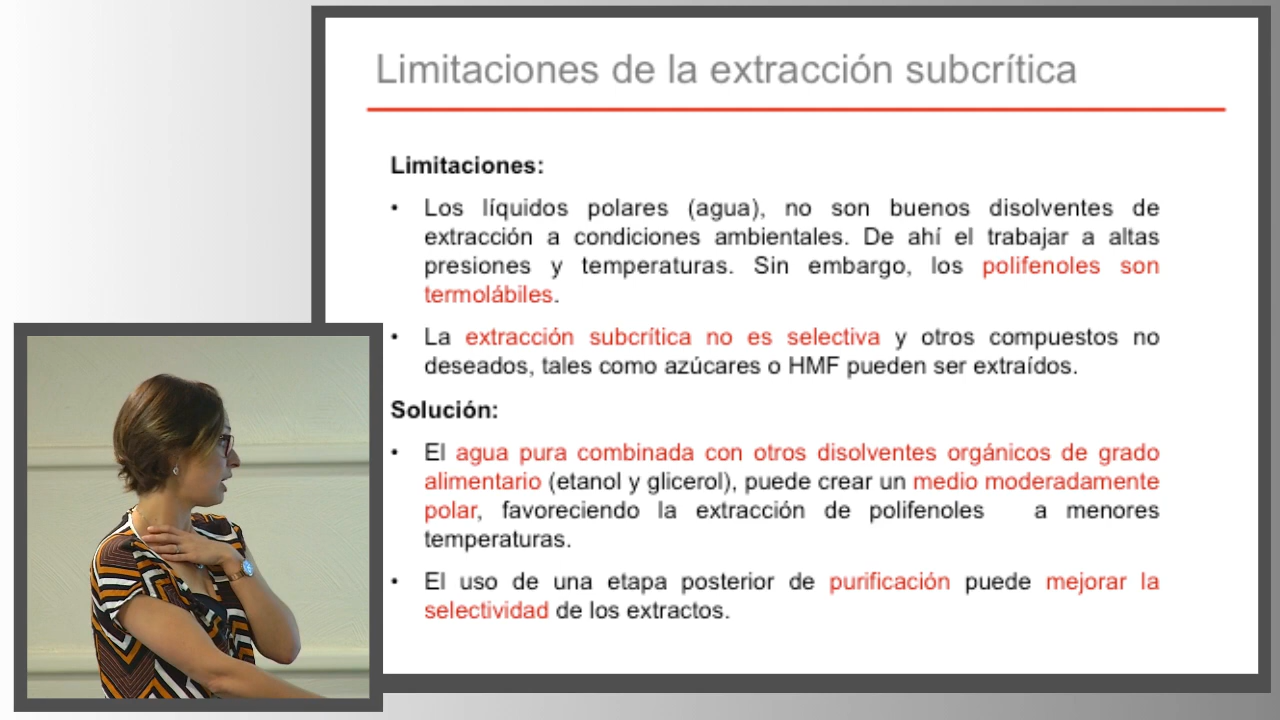 Limitaciones de la extracción subcrítica
Limitaciones:
• Los líquidos polares (agua), no son buenos disolventes de
extracción a condiciones ambientales. De ahí el trabajar a altas
presiones y temperaturas. Sin embargo, los polifenoles son
termolábiles.
• La extracción subcrítica no es selectiva y otros compuestos no
deseados, tales como azúcares o HMF pueden ser extraídos.
Solución:
• El agua pura combinada con otros disolventes orgánicos de grado
alimentario (etanol y glicerol), puede crear un medio moderadamente
polar, favoreciendo la extracción de polifenoles a menores
temperaturas.
• El uso de una etapa posterior de purificación puede mejorar la
selectividad de los extractos.